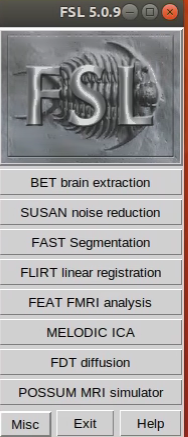 FSL 5.0.9
FSL
BET brain extraction
SUSAN noise reduction
FAST Segmentation
FLIRT linear registration
FEAT FMRI analysis
MELODIC ICA
FDT diffusion
POSSUM MRI simulator
Misc Exit Help